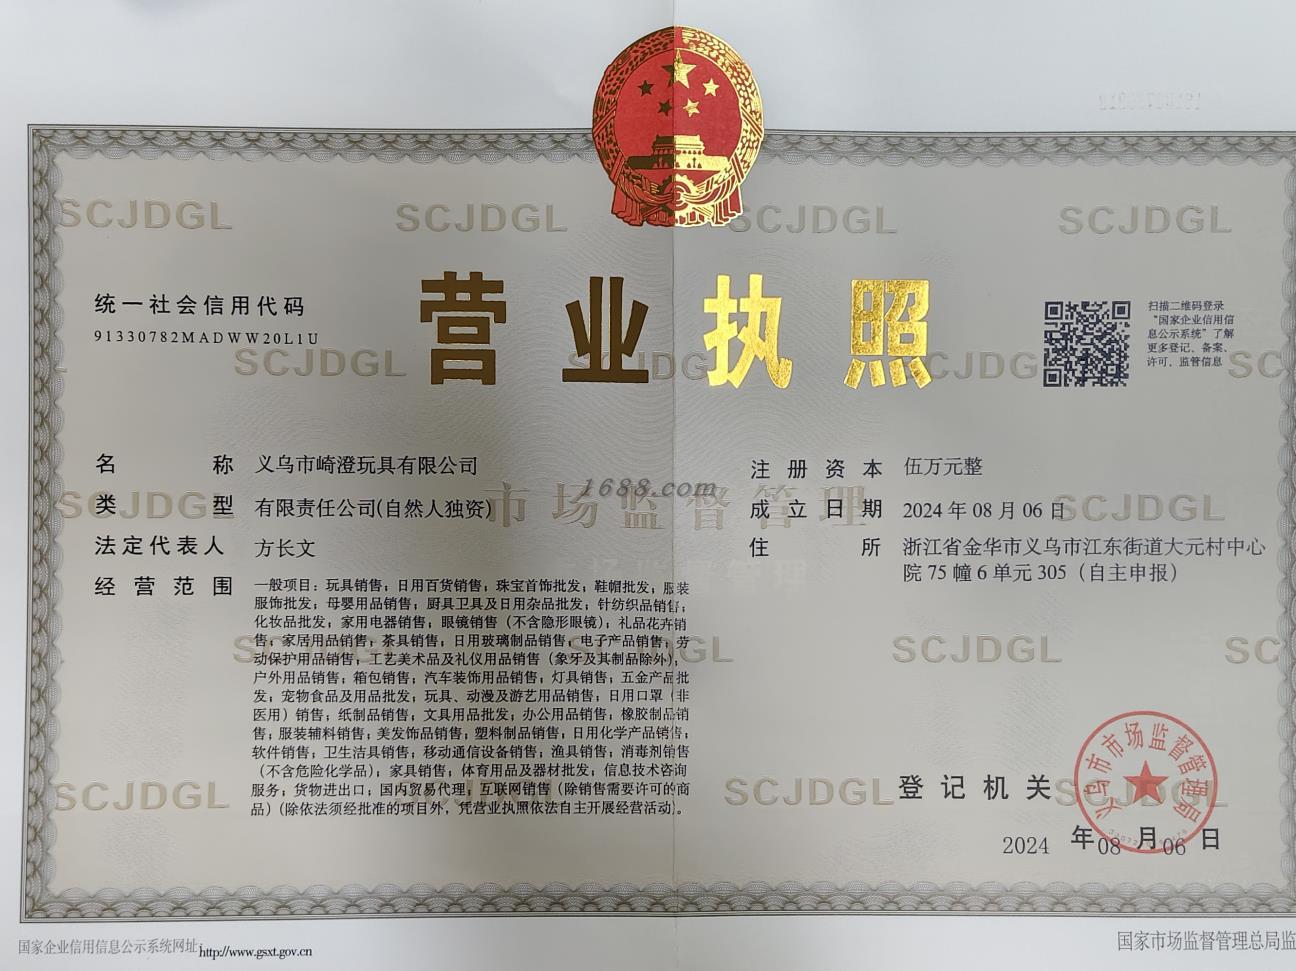 SCJDGL SCJDGL SCJDGL SCJDGL
统一社会信用代码
91330782MADWW20L1U
营业执照
扫描二维码登录
“国家企业信用信
息公示系统”了解
更多登记、备案、
许可、监管信息
SCJDGL
名称 义乌市崎澄玩具有限公司
类型 有限责任公司(自然人独资)
法定代表人 方长文
经营范围 一般项目：玩具销售；日用百货销售；珠宝首饰批发；鞋帽批发；服装
服饰批发；母婴用品销售；厨具卫具及日用杂品批发；针纺织品销售；
化妆品批发；家用电器销售；眼镜销售（不含隐形眼镜）；礼品花卉销
售；家居用品销售；茶具销售；日用玻璃制品销售；电子产品销售；劳
动保护用品销售；工艺美术品及礼仪用品销售（象牙及其制品除外）；
户外用品销售；箱包销售；汽车装饰用品销售；灯具销售；五金产品批
发；宠物食品及用品批发；玩具、动漫及游艺用品销售；日用口罩（非
医用）销售；纸制品销售；文具用品批发；办公用品销售；橡胶制品销
售；服装辅料销售；美发饰品销售；塑料制品销售；日用化学产品销售；
软件销售；卫生洁具销售；移动通信设备销售；渔具销售；消毒剂销售
（不含危险化学品）；家具销售；体育用品及器材批发；信息技术咨询
服务；货物进出口；国内贸易代理；互联网销售（除销售需要许可的商
品）（除依法须经批准的项目外，凭营业执照依法自主开展经营活动）。
注册资本 伍万元整
成立日期 2024年08月06日
住所 浙江省金华市义乌市江东街道大元村中心
院75幢6单元305（自主申报）
市场监督管理
1688.com
SCJDGL SCJDGL
SCJDGL SCJDGL
SCJDGL SCJDGL SCJDGL
登记机关
义乌市市场监督管理局
2024年08月06日
国家企业信用信息公示系统网址：http://www.gsxt.gov.cn
国家市场监督管理总局监